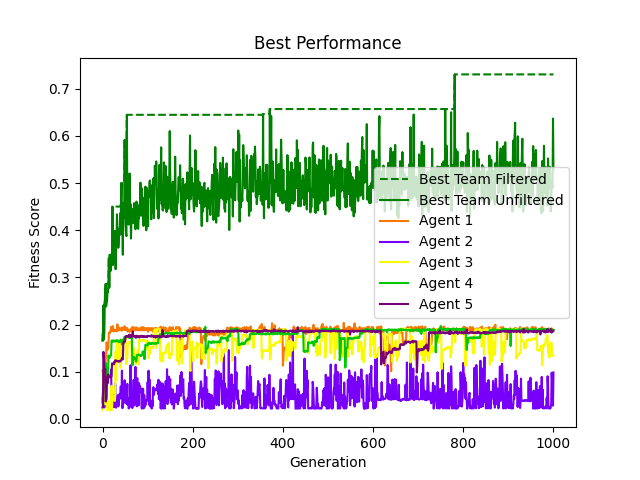 Best Performance
Fitness Score
0.7
0.6
0.5
0.4
0.3
0.2
0.1
0.0
Best Team Filtered
Best Team Unfiltered
Agent 1
Agent 2
Agent 3
Agent 4
Agent 5
0 200 400 600 800 1000
Generation